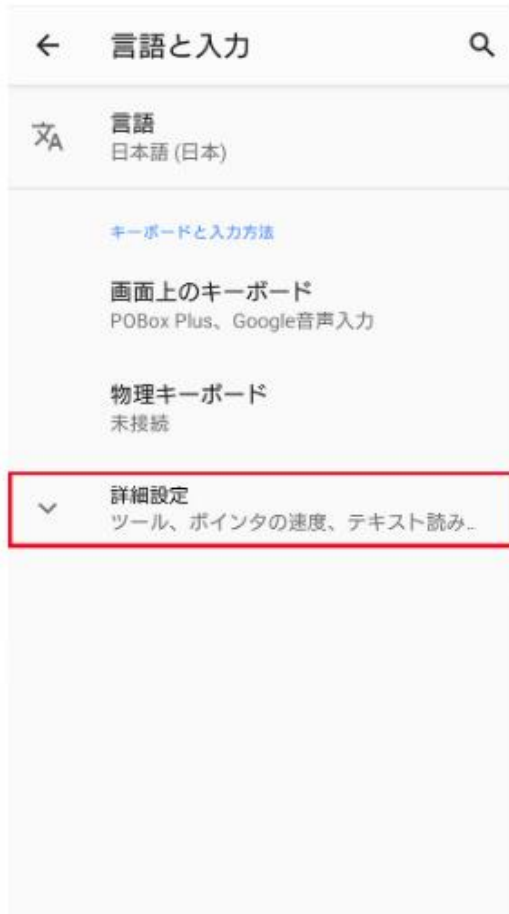 言語と入力
言語
日本語 (日本)
キーボードと入力方法
画面上のキーボード
POBox Plus、Google音声入力
物理キーボード
未接続
詳細設定
ツール、ポインタの速度、テキスト読み…